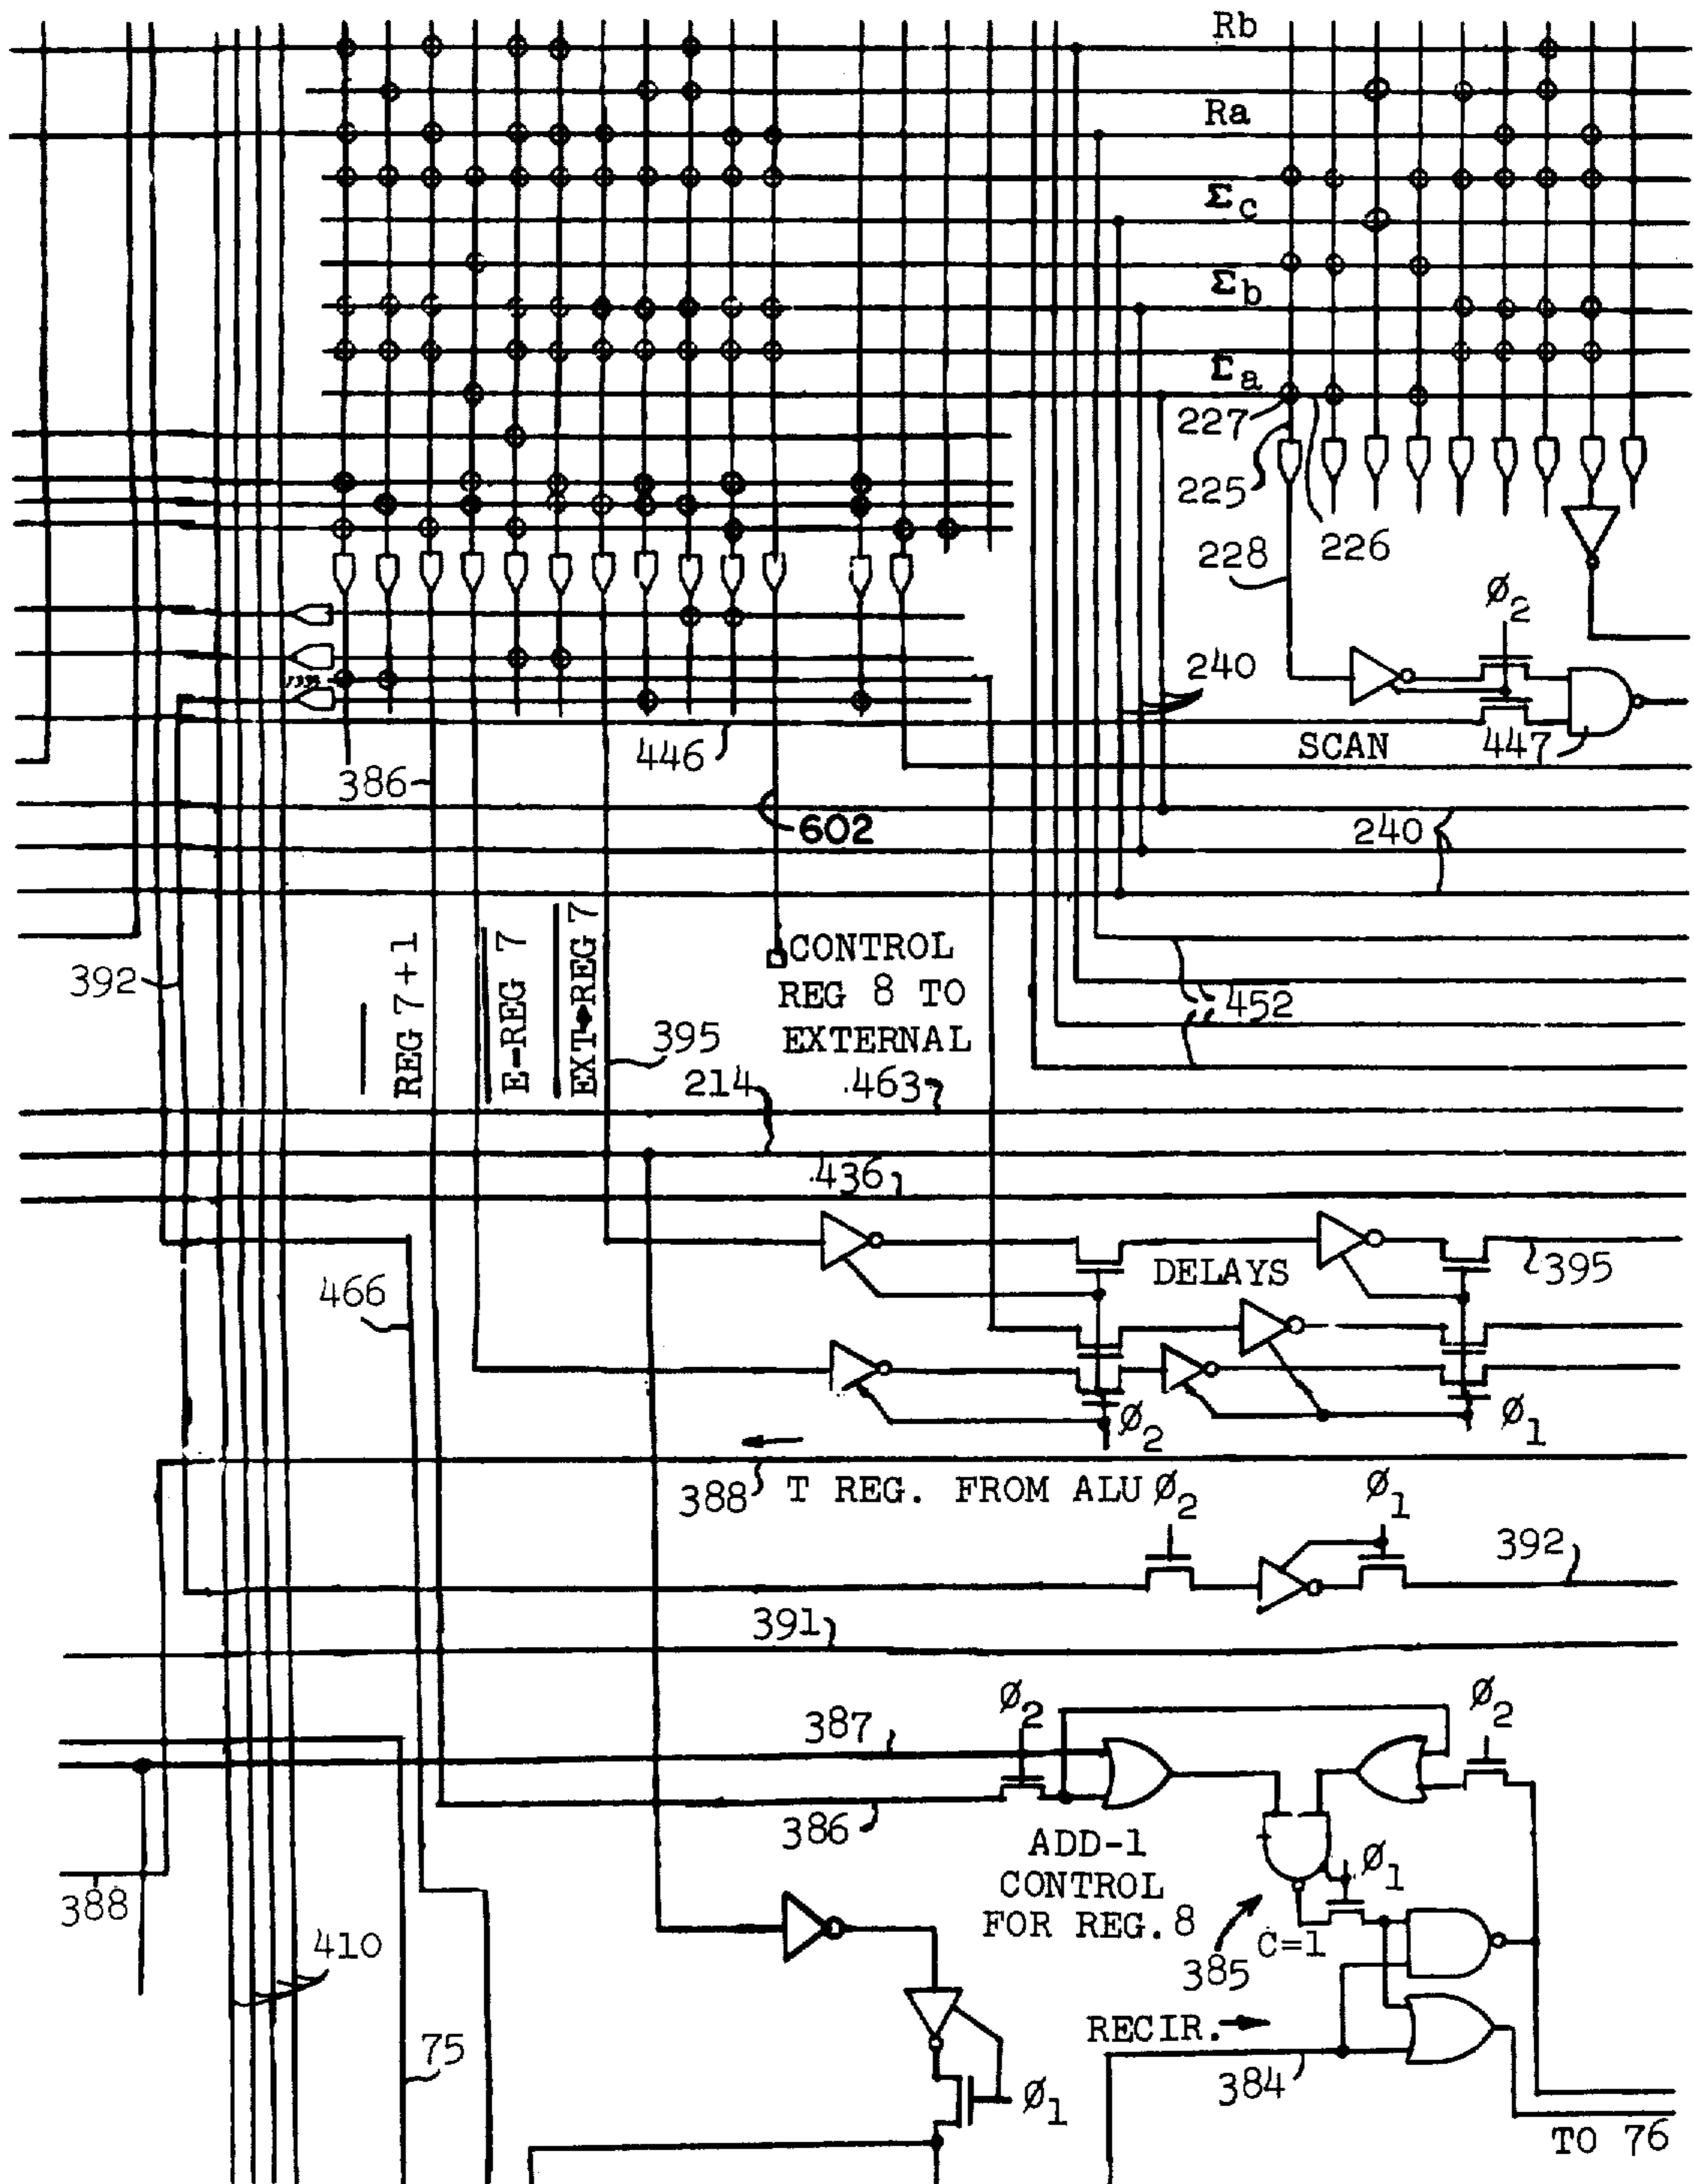 Rb
Ra
Σc
Σb
Σa
227
225
226
228
ø2
240
446
SCAN
447
386
602
240
REG 7+1
E-REG 7
EXT→REG 7
CONTROL
REG 8 TO
EXTERNAL
392
452
395
214
463
436
466
DELAYS
395
ø2
ø1
388
T REG. FROM ALU
ø2
ø1
392
391
387
ø2
ø2
386
ADD-1
CONTROL
FOR REG.8
ø1
388
410
385
C=1
RECIR.→
75
384
ø1
TO 76